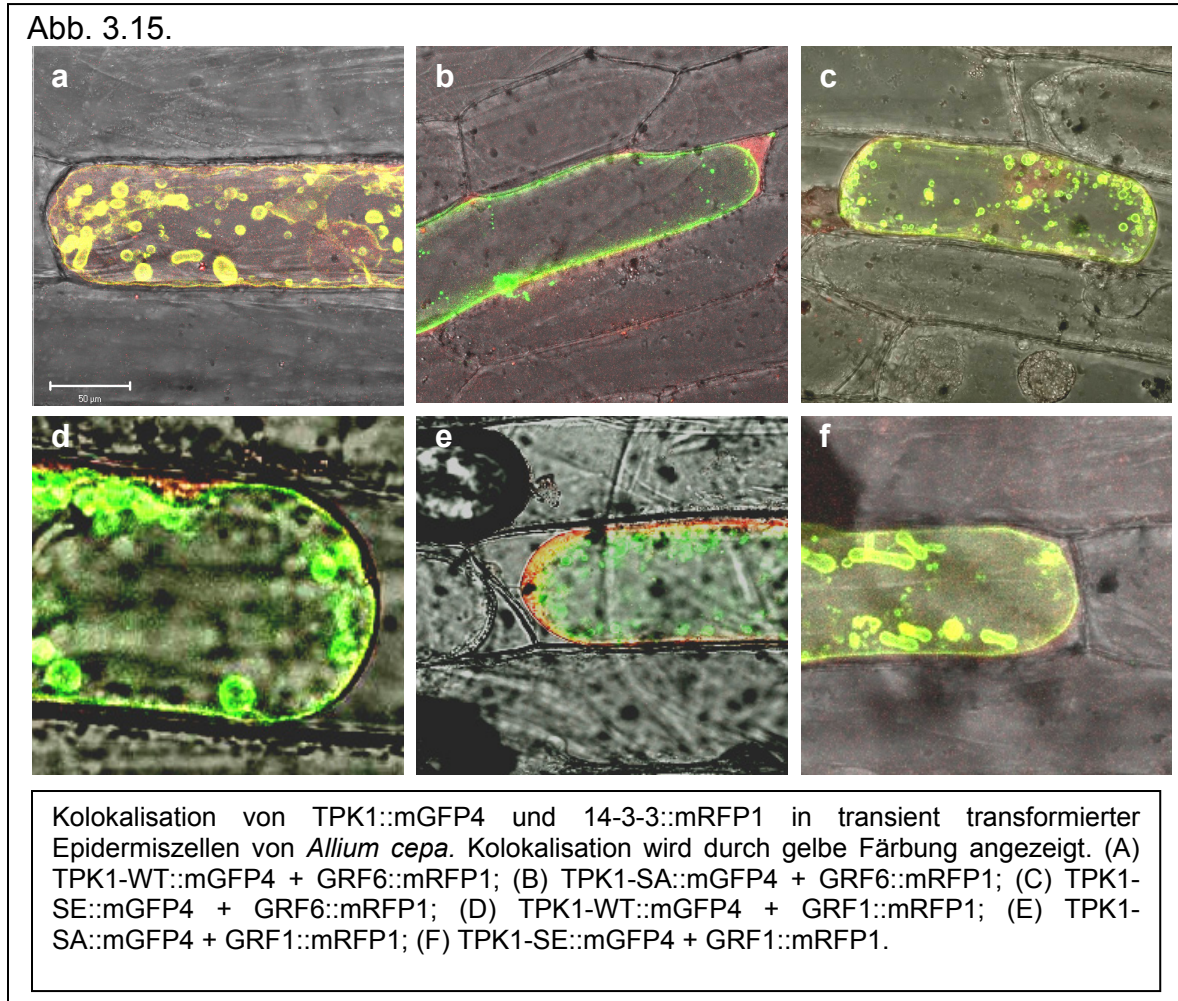 Abb. 3.15.
a
b
c
50 µm
d
e
f
Kolokalisation von TPK1::mGFP4 und 14-3-3::mRFP1 in transient transformierter
Epidermiszellen von Allium cepa. Kolokalisation wird durch gelbe Färbung angezeigt. (A)
TPK1-WT::mGFP4 + GRF6::mRFP1; (B) TPK1-SA::mGFP4 + GRF6::mRFP1; (C) TPK1-
SE::mGFP4 + GRF6::mRFP1; (D) TPK1-WT::mGFP4 + GRF1::mRFP1; (E) TPK1-
SA::mGFP4 + GRF1::mRFP1; (F) TPK1-SE::mGFP4 + GRF1::mRFP1.